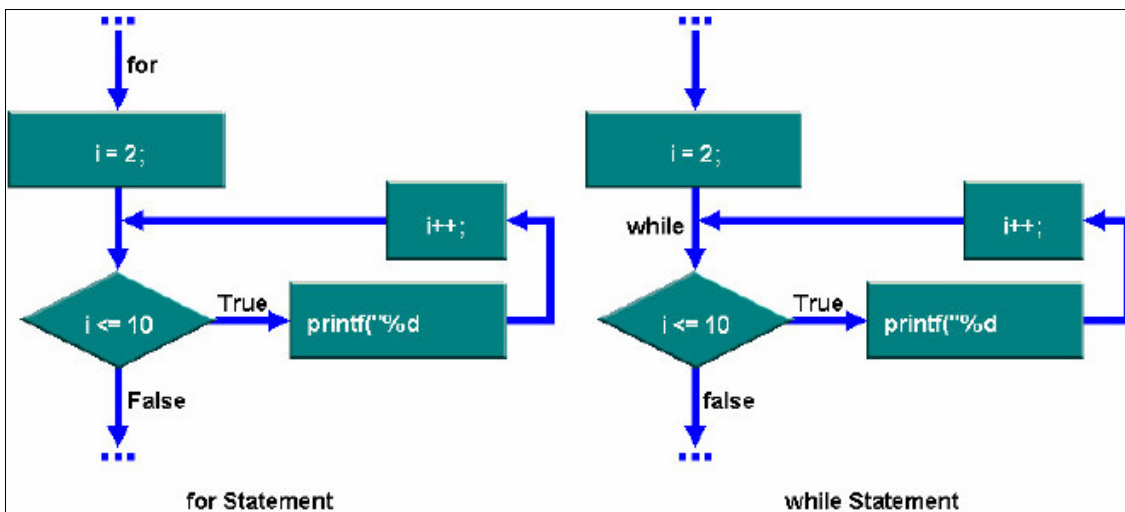 for
i = 2;
i++;
i <= 10
True
printf("%d
False
for Statement
i = 2;
while
i++;
i <= 10
True
printf("%d
false
while Statement